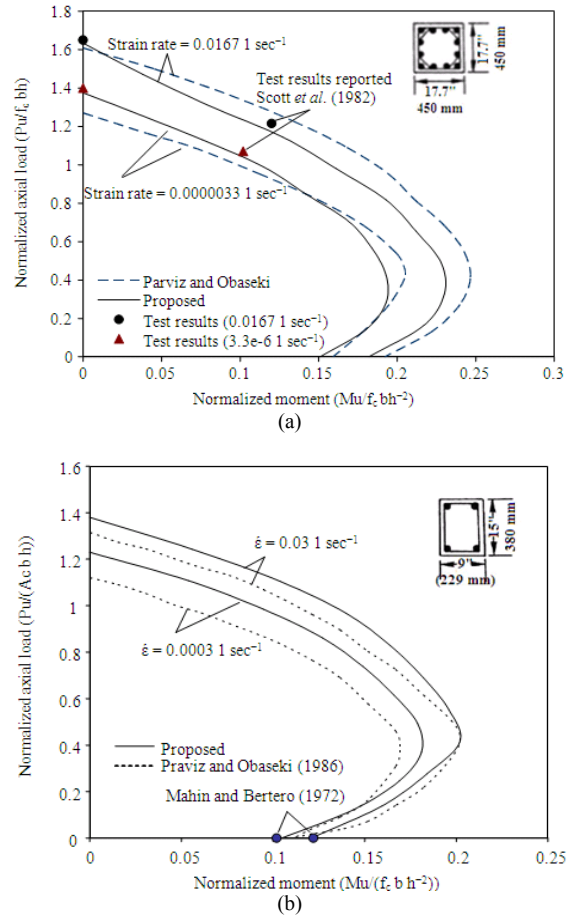 1.8
1.6
1.4
1.2
1.0
0.8
0.6
0.4
0.2
0
Normalized axial load (Pu/f_c bh)
Strain rate = 0.0167 1 sec⁻¹
17.7"
450 mm
17.7"
450 mm
Test results reported
Scott et al. (1982)
Strain rate = 0.0000033 1 sec⁻¹
Parviz and Obaseki
Proposed
Test results (0.0167 1 sec⁻¹)
Test results (3.3e-6 1 sec⁻¹)
0 0.05 0.1 0.15 0.2 0.25 0.3
Normalized moment (Mu/f_c bh⁻²)
(a)
1.6
1.4
1.2
1
0.8
0.6
0.4
0.2
0
Normalized axial load (Pu/(Ac b h))
15"
380 mm
9"
(229 mm)
ε̇ = 0.03 1 sec⁻¹
ε̇ = 0.0003 1 sec⁻¹
Proposed
Praviz and Obaseki (1986)
Mahin and Bertero (1972)
0 0.05 0.1 0.15 0.2 0.25
Normalized moment (Mu/(f_c b h⁻²))
(b)